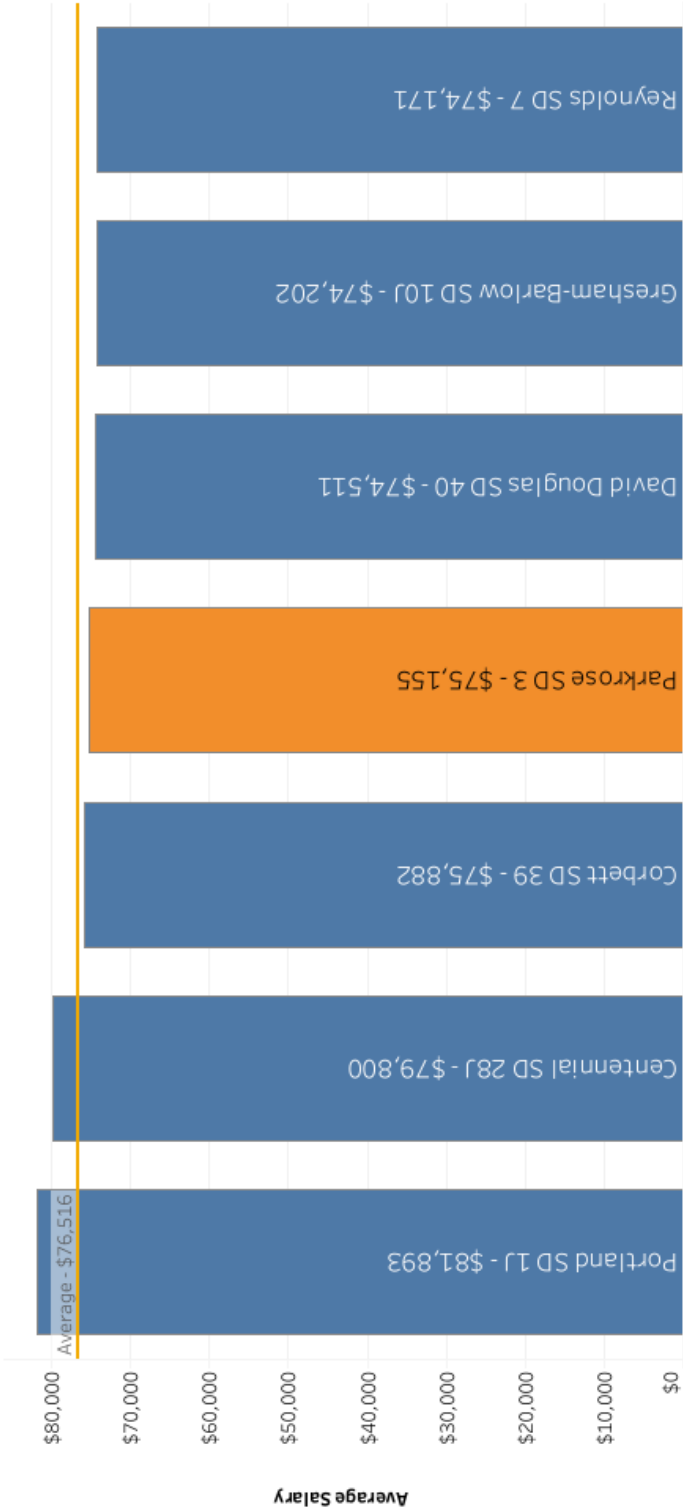 Reynolds SD 7 - $74,171
Gresham-Barlow SD 10J - $74,202
David Douglas SD 40 - $74,511
Parkrose SD 3 - $75,155
Corbett SD 39 - $75,882
Centennial SD 28J - $79,800
Portland SD 1J - $81,893
Average - $76,516
$80,000
$70,000
$60,000
$50,000
$40,000
$30,000
$20,000
$10,000
$0
Average Salary